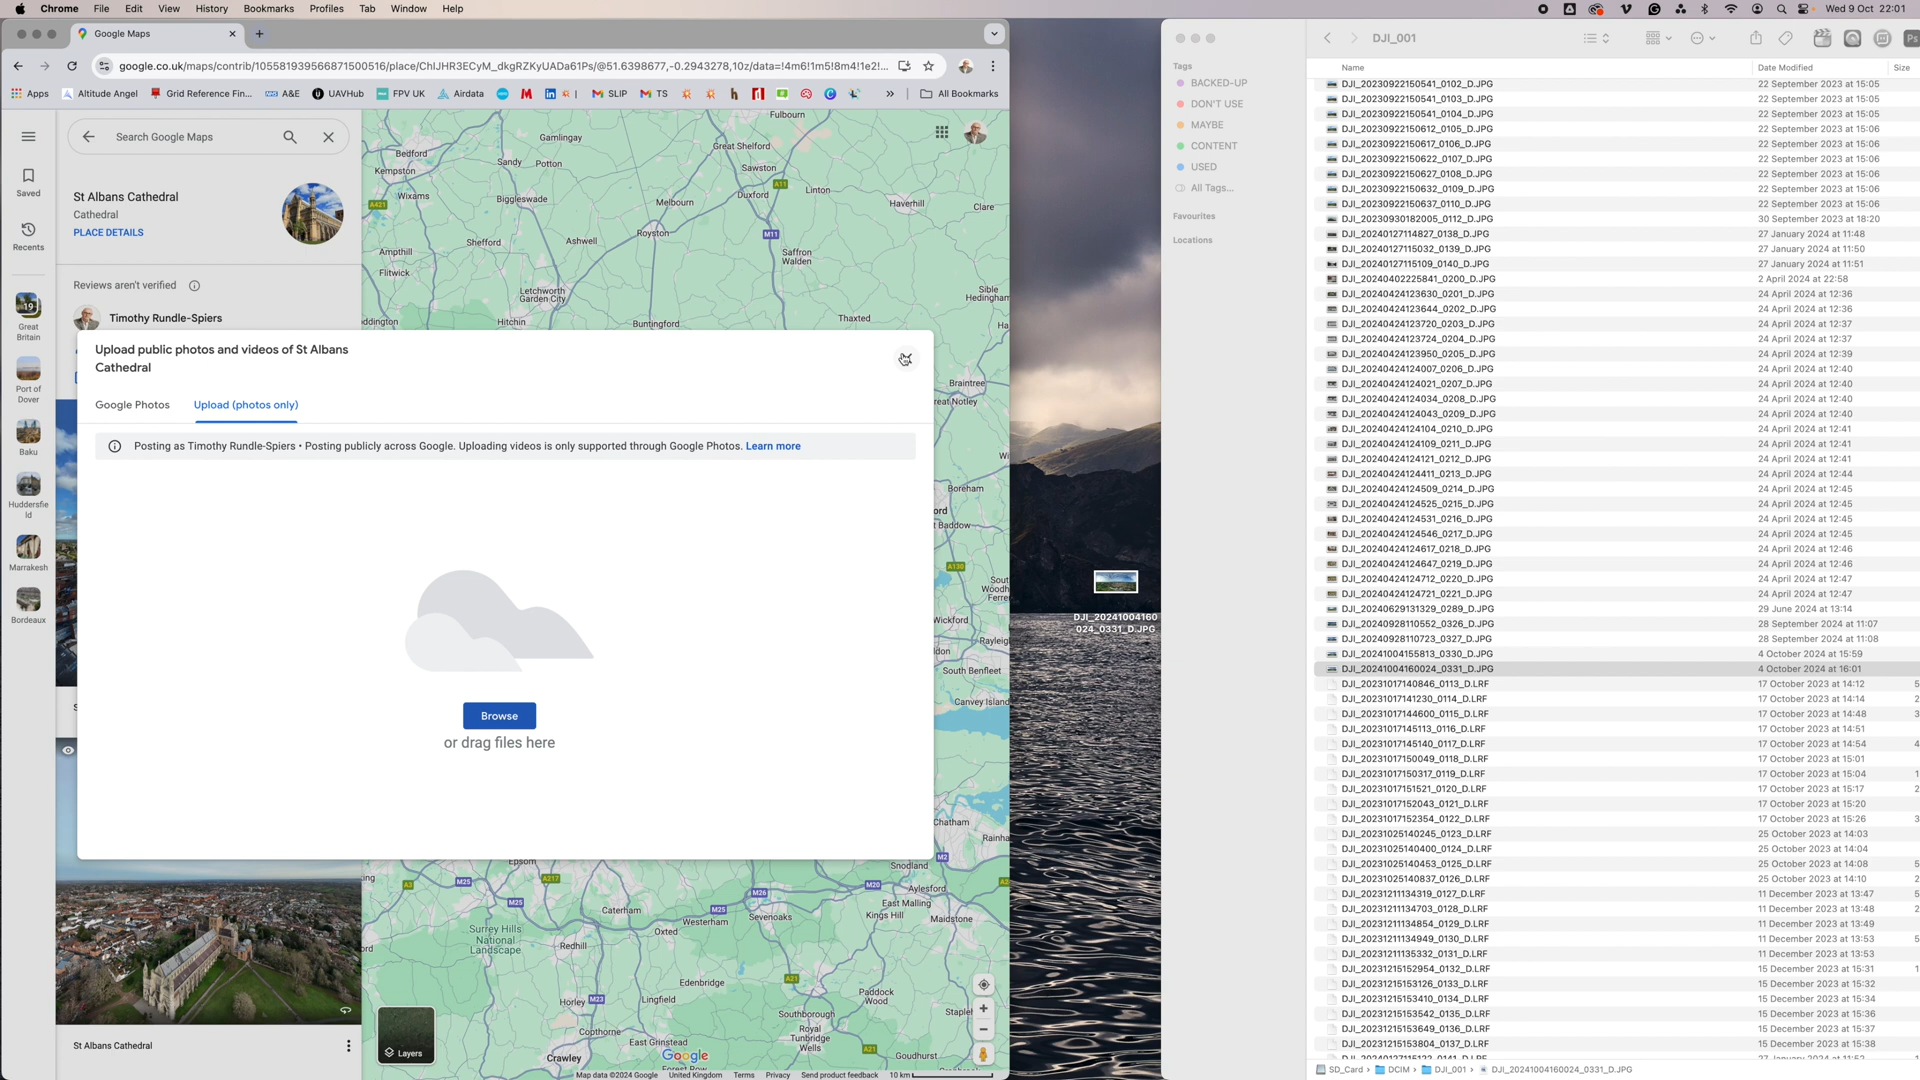 Chrome File Edit View History Bookmarks Profiles Tab Window Help
Wed 9 Oct 22:01
Google Maps
google.co.uk/maps/contrib/105581939566871500516/place/ChIJHR3ECyM_dkgRZKyUADa61Ps/@51.6398677,-0.2943278,10z/data=!4m6!1m5!8m4!1e2!...
Apps Altitude Angel Grid Reference Fin... A&E UAVHub FPV UK Airdata SLIP TS All Bookmarks
Search Google Maps
Saved
Recents
Great Britain
Port of Dover
Baku
Huddersfie
ld
Marrakesh
Bordeaux
St Albans Cathedral
Cathedral
PLACE DETAILS
Reviews aren't verified
Timothy Rundle-Spiers
Upload public photos and videos of St Albans
Cathedral
Google Photos Upload (photos only)
Posting as Timothy Rundle-Spiers • Posting publicly across Google. Uploading videos is only supported through Google Photos. Learn more
Browse
or drag files here
St Albans Cathedral
Fulbourn
Gamlingay
Bedford
Great Shelford
Kempston
Sandy Potton
Sawston
A11
Wixams
Biggleswade
Duxford
Linton
A421
Melbourn
Haverhill
Clare
Royston
M11
Shefford
Ashwell
Ampthill
Saffron
Walden
Flitwick
Letchworth
Garden City
Sible
Hedingham
Hitchin
Buntingford
Thaxted
Braintree
Boreham
A130
South Benfleet
Canvey Island
Chatham
M2
Epsom
Snodland
A3
M25
A217
M26
M20
Aylesford
East Malling
Caterham
Sevenoaks
Kings Hill
Maidstone
Westerham
Oxted
Surrey Hills
National
Landscape
Redhill
A21
Edenbridge
Paddock
Wood
Horley
M23
Lingfield
Southborough
Royal
Tunbridge
Wells
Copthorne
East Grinstead
Crawley
Goudhurst
Layers
Google
Map data ©2024 Google United Kingdom Terms Privacy Send product feedback 10 km
DJI_20241004160
024_0331_D.JPG
DJI_001
Tags
BACKED-UP
DON'T USE
MAYBE
CONTENT
USED
All Tags...
Favourites
Locations
Name Date Modified Size
DJI_20230922150541_0102_D.JPG 22 September 2023 at 15:05
DJI_20230922150541_0103_D.JPG 22 September 2023 at 15:05
DJI_20230922150541_0104_D.JPG 22 September 2023 at 15:05
DJI_20230922150612_0105_D.JPG 22 September 2023 at 15:06
DJI_20230922150617_0106_D.JPG 22 September 2023 at 15:06
DJI_20230922150622_0107_D.JPG 22 September 2023 at 15:06
DJI_20230922150627_0108_D.JPG 22 September 2023 at 15:06
DJI_20230922150632_0109_D.JPG 22 September 2023 at 15:06
DJI_20230922150637_0110_D.JPG 22 September 2023 at 15:06
DJI_20230930182005_0112_D.JPG 30 September 2023 at 18:20
DJI_20240127114827_0138_D.JPG 27 January 2024 at 11:48
DJI_20240127115032_0139_D.JPG 27 January 2024 at 11:50
DJI_20240127115109_0140_D.JPG 27 January 2024 at 11:51
DJI_20240402225841_0200_D.JPG 2 April 2024 at 22:58
DJI_20240424123630_0201_D.JPG 24 April 2024 at 12:36
DJI_20240424123644_0202_D.JPG 24 April 2024 at 12:36
DJI_20240424123720_0203_D.JPG 24 April 2024 at 12:37
DJI_20240424123724_0204_D.JPG 24 April 2024 at 12:37
DJI_20240424123950_0205_D.JPG 24 April 2024 at 12:39
DJI_20240424124007_0206_D.JPG 24 April 2024 at 12:40
DJI_20240424124021_0207_D.JPG 24 April 2024 at 12:40
DJI_20240424124034_0208_D.JPG 24 April 2024 at 12:40
DJI_20240424124043_0209_D.JPG 24 April 2024 at 12:40
DJI_20240424124104_0210_D.JPG 24 April 2024 at 12:41
DJI_20240424124109_0211_D.JPG 24 April 2024 at 12:41
DJI_20240424124121_0212_D.JPG 24 April 2024 at 12:41
DJI_20240424124411_0213_D.JPG 24 April 2024 at 12:44
DJI_20240424124509_0214_D.JPG 24 April 2024 at 12:45
DJI_20240424124525_0215_D.JPG 24 April 2024 at 12:45
DJI_20240424124531_0216_D.JPG 24 April 2024 at 12:45
DJI_20240424124546_0217_D.JPG 24 April 2024 at 12:45
DJI_20240424124617_0218_D.JPG 24 April 2024 at 12:46
DJI_20240424124647_0219_D.JPG 24 April 2024 at 12:46
DJI_20240424124712_0220_D.JPG 24 April 2024 at 12:47
DJI_20240424124721_0221_D.JPG 24 April 2024 at 12:47
DJI_20240629131329_0289_D.JPG 29 June 2024 at 13:14
DJI_20240928110552_0326_D.JPG 28 September 2024 at 11:07
DJI_20240928110723_0327_D.JPG 28 September 2024 at 11:08
DJI_20241004155813_0330_D.JPG 4 October 2024 at 15:59
DJI_20241004160024_0331_D.JPG 4 October 2024 at 16:01
DJI_20231017140846_0113_D.LRF 17 October 2023 at 14:12 5
DJI_20231017141230_0114_D.LRF 17 October 2023 at 14:14 2
DJI_20231017144600_0115_D.LRF 17 October 2023 at 14:48 3
DJI_20231017145113_0116_D.LRF 17 October 2023 at 14:51
DJI_20231017145140_0117_D.LRF 17 October 2023 at 14:54 4
DJI_20231017150049_0118_D.LRF 17 October 2023 at 15:01
DJI_20231017150317_0119_D.LRF 17 October 2023 at 15:04 1
DJI_20231017151521_0120_D.LRF 17 October 2023 at 15:17 2
DJI_20231017152043_0121_D.LRF 17 October 2023 at 15:20
DJI_20231017152354_0122_D.LRF 17 October 2023 at 15:26 3
DJI_20231025140245_0123_D.LRF 25 October 2023 at 14:03
DJI_20231025140400_0124_D.LRF 25 October 2023 at 14:04
DJI_20231025140453_0125_D.LRF 25 October 2023 at 14:08 5
DJI_20231025140837_0126_D.LRF 25 October 2023 at 14:10 2
DJI_20231211134319_0127_D.LRF 11 December 2023 at 13:47 5
DJI_20231211134703_0128_D.LRF 11 December 2023 at 13:48 2
DJI_20231211134854_0129_D.LRF 11 December 2023 at 13:49
DJI_20231211134949_0130_D.LRF 11 December 2023 at 13:53 5
DJI_20231211135332_0131_D.LRF 11 December 2023 at 13:53
DJI_20231215152954_0132_D.LRF 15 December 2023 at 15:31 1
DJI_20231215153126_0133_D.LRF 15 December 2023 at 15:32
DJI_20231215153410_0134_D.LRF 15 December 2023 at 15:34
DJI_20231215153542_0135_D.LRF 15 December 2023 at 15:36
DJI_20231215153649_0136_D.LRF 15 December 2023 at 15:37
DJI_20231215153804_0137_D.LRF 15 December 2023 at 15:38
SD_Card › DCIM › DJI_001 › DJI_20241004160024_0331_D.JPG